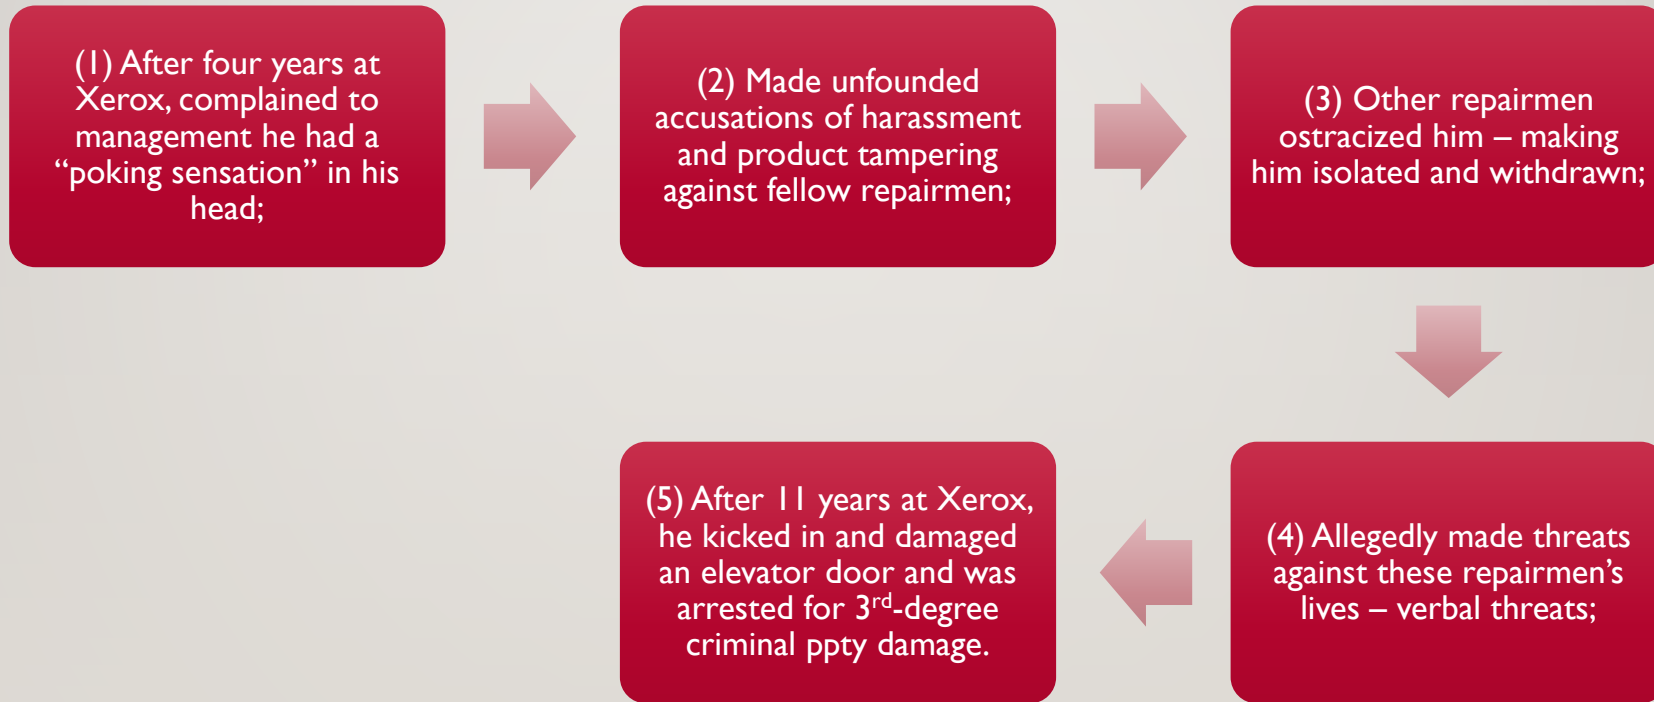 (1) After four years at
Xerox, complained to
management he had a
“poking sensation” in his
head;
(2) Made unfounded
accusations of harassment
and product tampering
against fellow repairmen;
(3) Other repairmen
ostracized him – making
him isolated and withdrawn;
(4) Allegedly made threats
against these repairmen’s
lives – verbal threats;
(5) After 11 years at Xerox,
he kicked in and damaged
an elevator door and was
arrested for 3rd-degree
criminal ppty damage.